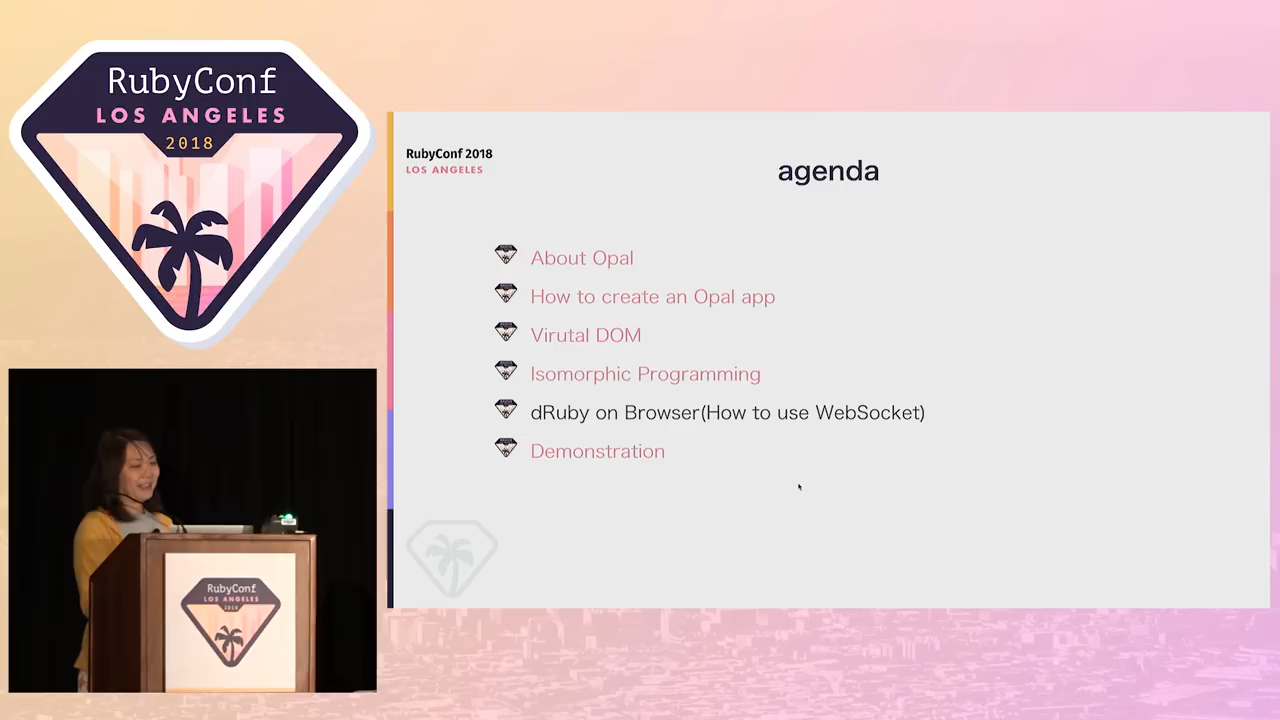 RubyConf
LOS ANGELES
2018
RubyConf 2018
LOS ANGELES
agenda
About Opal
How to create an Opal app
Virutal DOM
Isomorphic Programming
dRuby on Browser(How to use WebSocket)
Demonstration
RubyConf
LOS ANGELES
2018